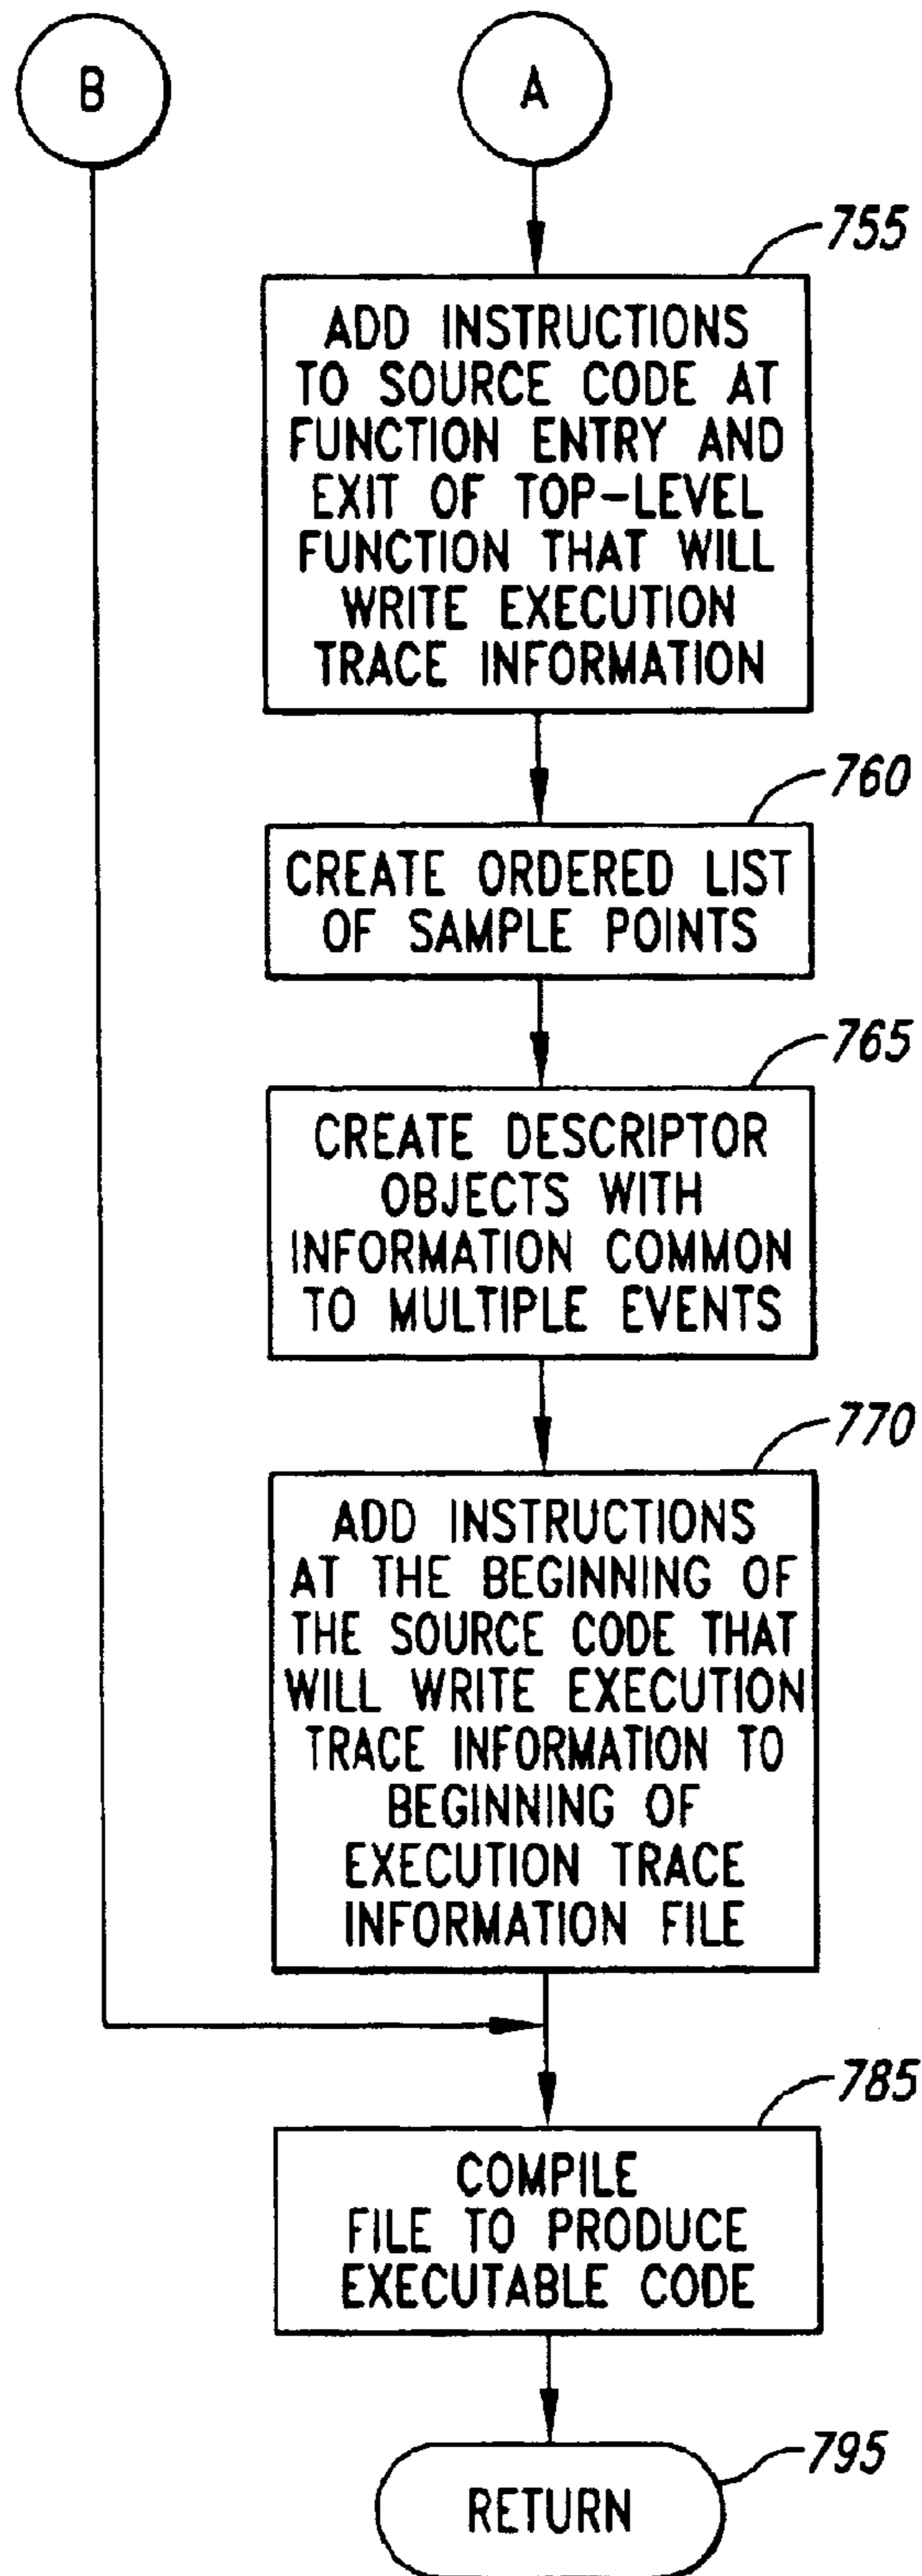 B
A
755
ADD INSTRUCTIONS
TO SOURCE CODE AT
FUNCTION ENTRY AND
EXIT OF TOP-LEVEL
FUNCTION THAT WILL
WRITE EXECUTION
TRACE INFORMATION
760
CREATE ORDERED LIST
OF SAMPLE POINTS
765
CREATE DESCRIPTOR
OBJECTS WITH
INFORMATION COMMON
TO MULTIPLE EVENTS
770
ADD INSTRUCTIONS
AT THE BEGINNING OF
THE SOURCE CODE THAT
WILL WRITE EXECUTION
TRACE INFORMATION TO
BEGINNING OF
EXECUTION TRACE
INFORMATION FILE
785
COMPILE
FILE TO PRODUCE
EXECUTABLE CODE
795
RETURN